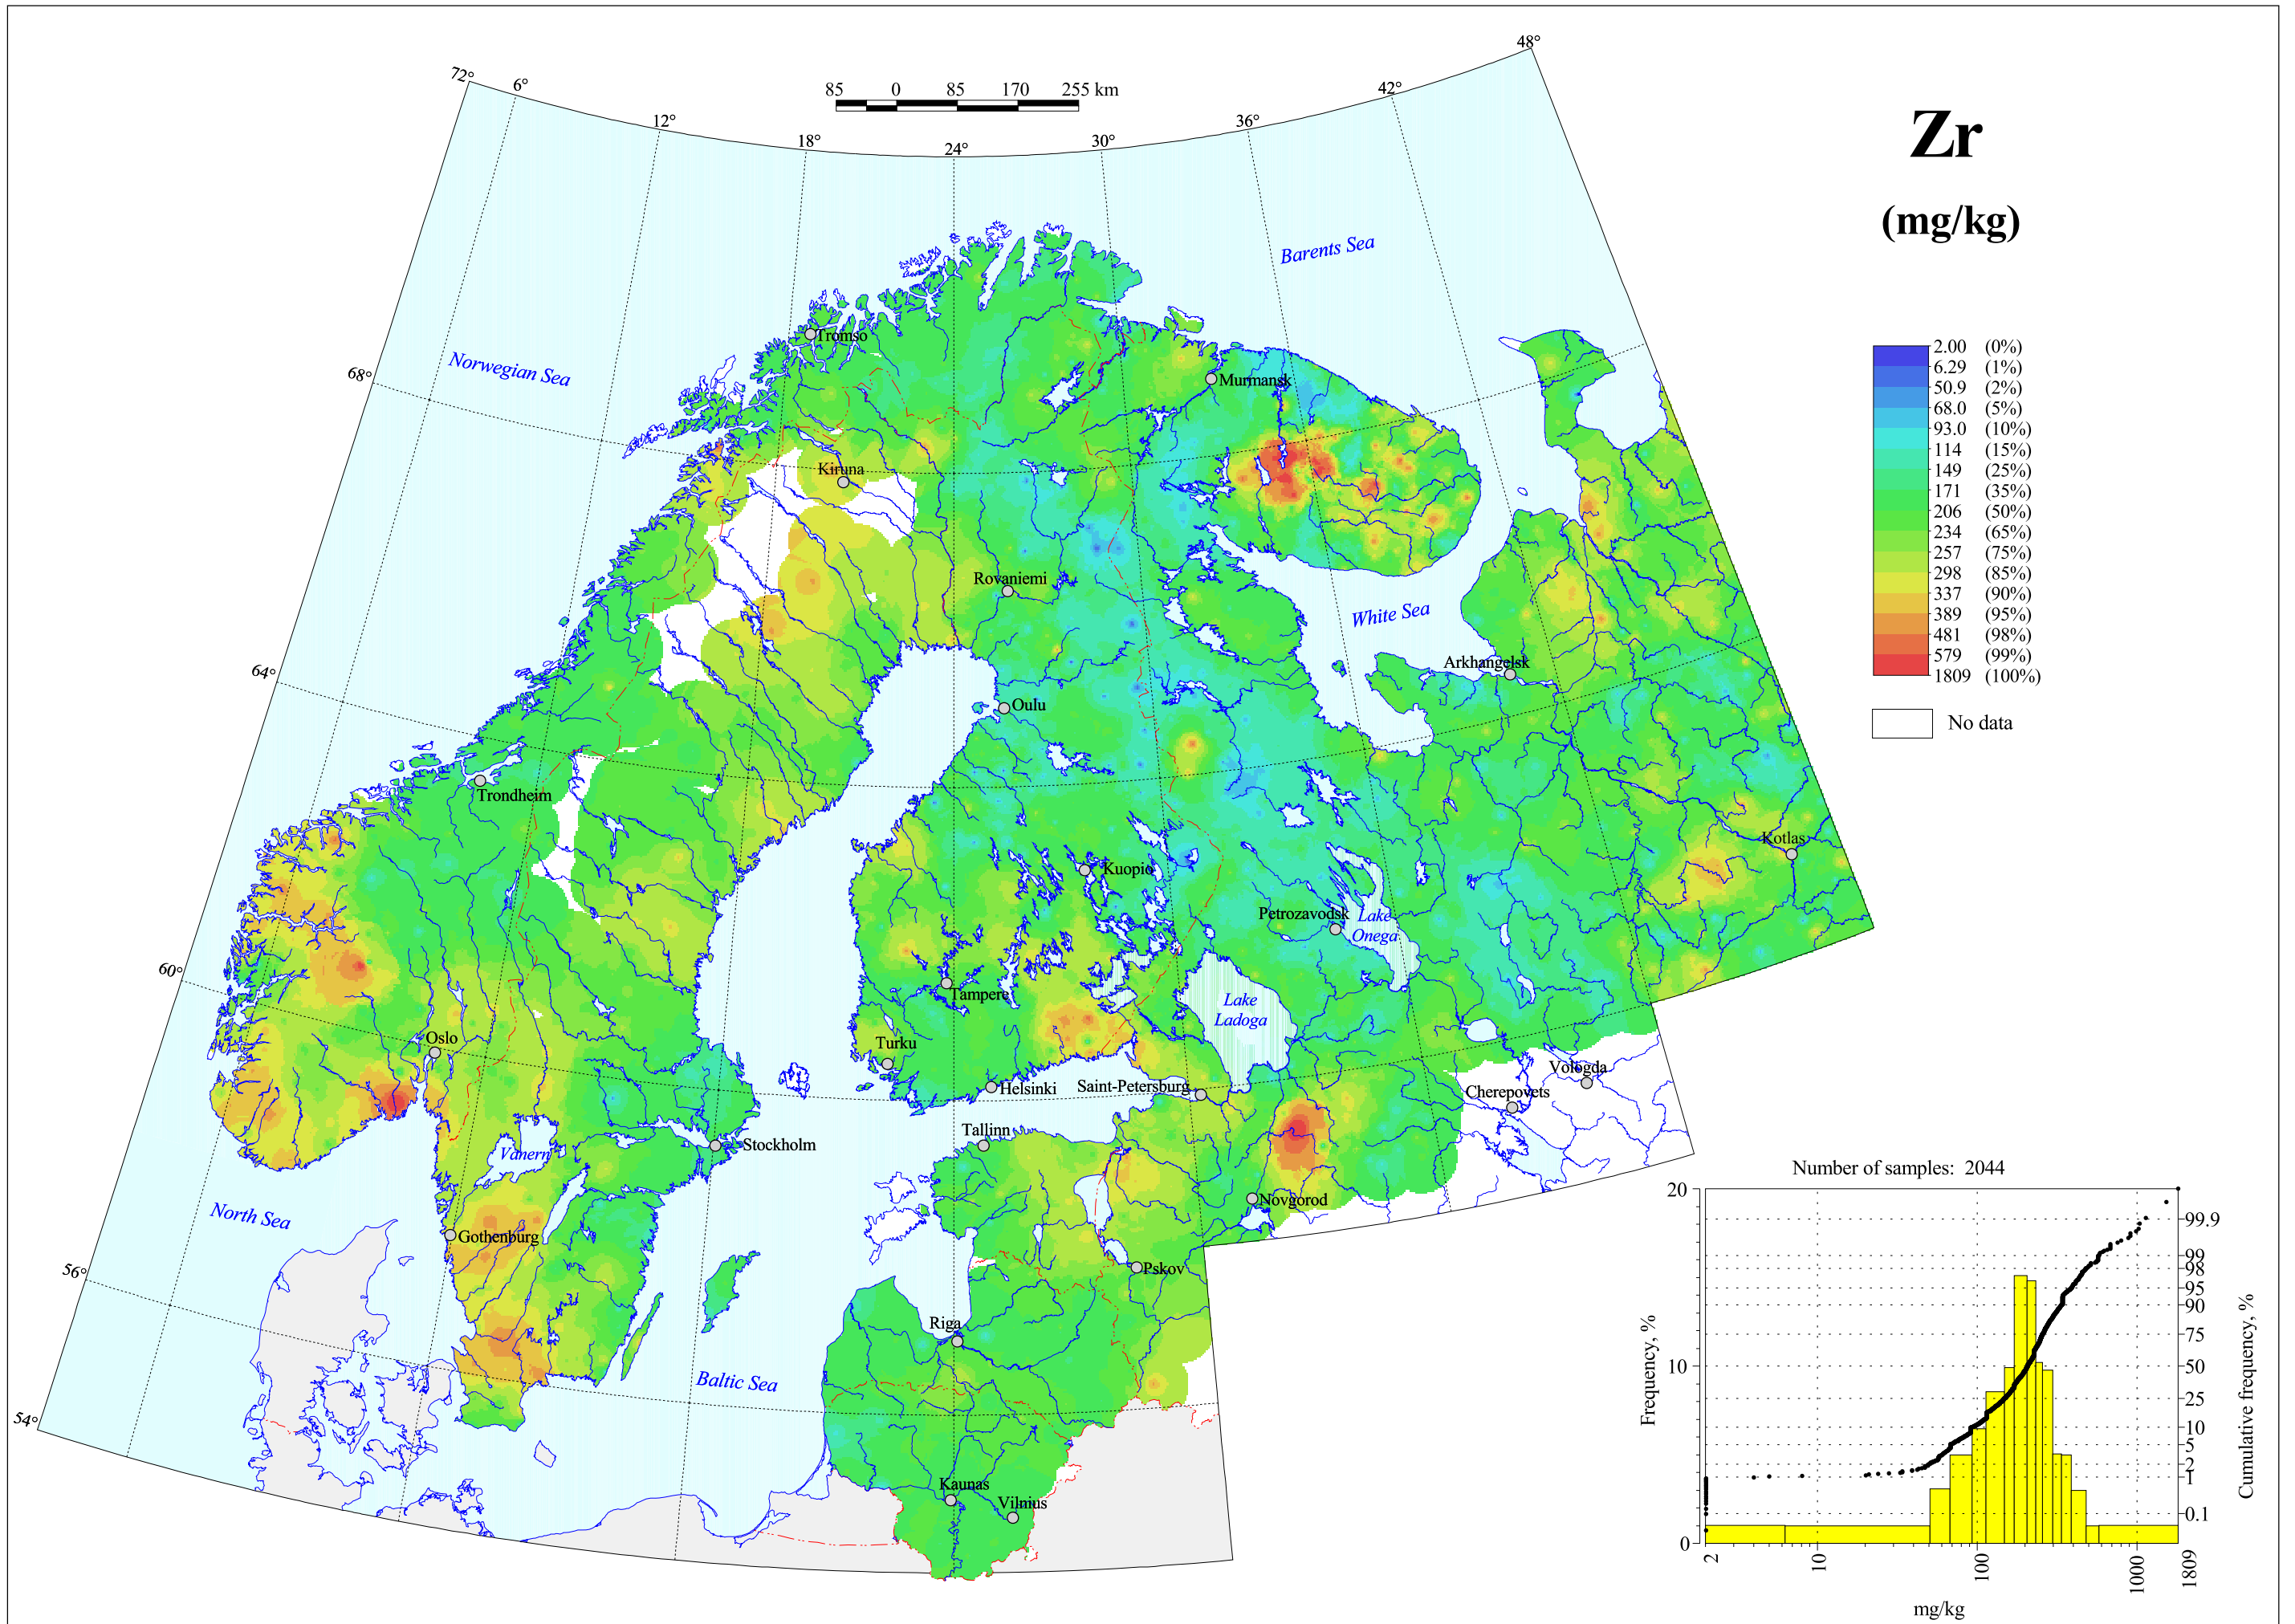 Zr
(mg/kg)
72°
6°
12°
18°
24°
30°
36°
42°
48°
85 0 85 170 255 km
68°
64°
60°
56°
54°
Barents Sea
Norwegian Sea
Tromso
Murmansk
Kiruna
Rovaniemi
White Sea
Arkhangelsk
Oulu
Trondheim
Kotlas
Kuopio
Petrozavodsk
Lake
Onega
Tampere
Lake
Ladoga
Oslo
Turku
Helsinki
Saint-Petersburg
Vologda
Cherepovets
Tallinn
Stockholm
Vanern
Novgorod
North Sea
Gothenburg
Pskov
Riga
Baltic Sea
Kaunas
Vilnius
2.00 (0%)
6.29 (1%)
50.9 (2%)
68.0 (5%)
93.0 (10%)
114 (15%)
149 (25%)
171 (35%)
206 (50%)
234 (65%)
257 (75%)
298 (85%)
337 (90%)
389 (95%)
481 (98%)
579 (99%)
1809 (100%)
No data
Number of samples: 2044
20
10
0
Frequency, %
99.9
99
98
95
90
75
50
25
10
5
2
1
0.1
Cumulative frequency, %
2
10
100
1000
1809
mg/kg